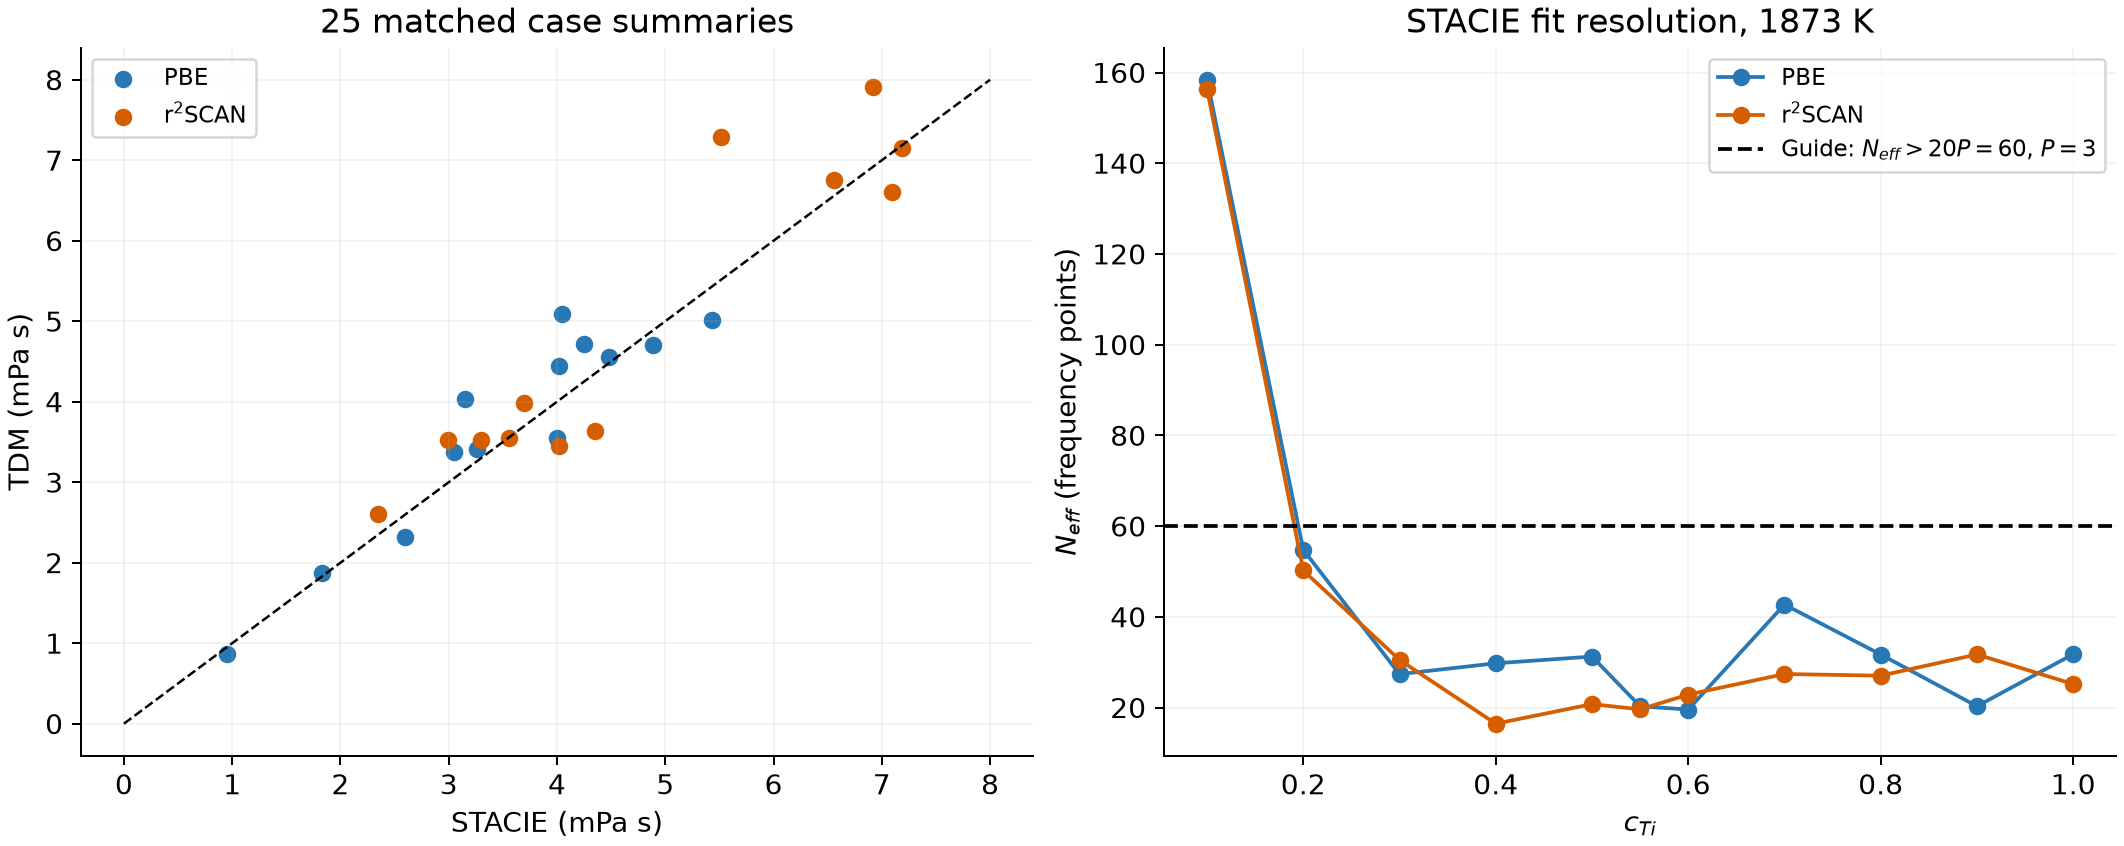 25 matched case summaries
PBE
r²SCAN
8
7
6
5
4
3
2
1
0
TDM (mPa s)
0 1 2 3 4 5 6 7 8
STACIE (mPa s)
STACIE fit resolution, 1873 K
PBE
r²SCAN
Guide: N_eff > 20P = 60, P = 3
160
140
120
100
80
60
40
20
N_eff (frequency points)
0.2 0.4 0.6 0.8 1.0
c_Ti